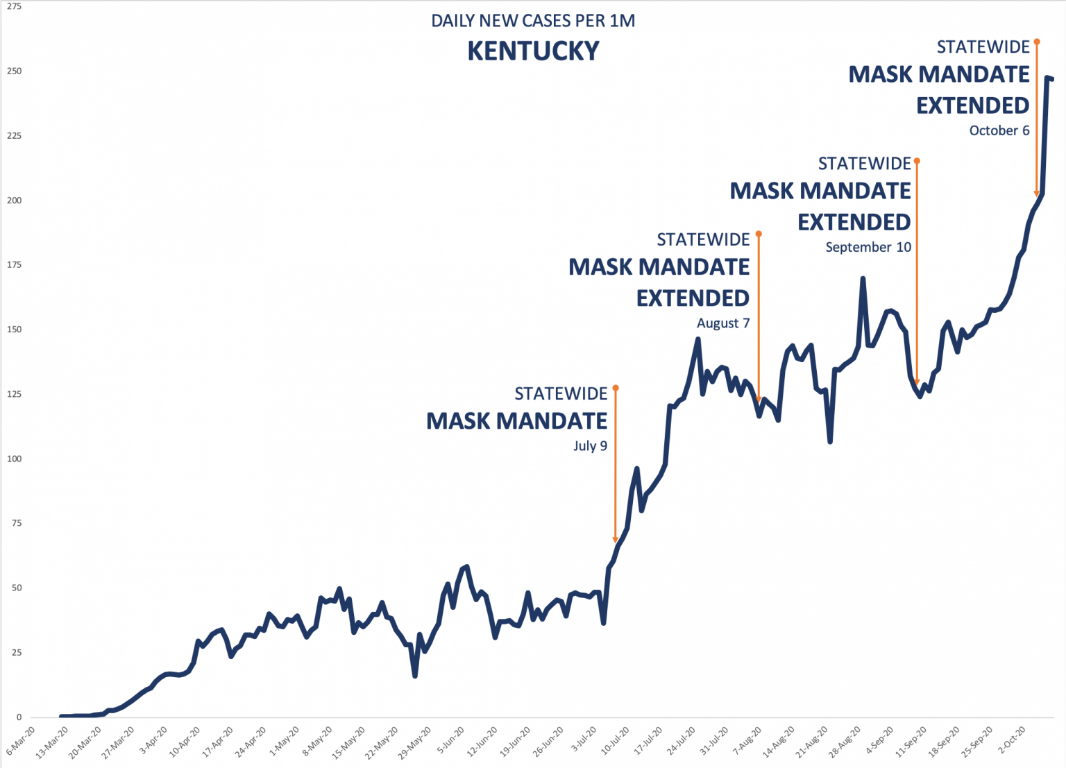 DAILY NEW CASES PER 1M
KENTUCKY
275
250
225
200
175
150
125
100
75
50
25
0
STATEWIDE
MASK MANDATE
EXTENDED
October 6
STATEWIDE
MASK MANDATE
EXTENDED
September 10
STATEWIDE
MASK MANDATE
EXTENDED
August 7
STATEWIDE
MASK MANDATE
July 9
6-Mar-20
13-Mar-20
20-Mar-20
27-Mar-20
3-Apr-20
10-Apr-20
17-Apr-20
24-Apr-20
1-May-20
8-May-20
15-May-20
22-May-20
29-May-20
5-Jun-20
12-Jun-20
19-Jun-20
26-Jun-20
3-Jul-20
10-Jul-20
17-Jul-20
24-Jul-20
31-Jul-20
7-Aug-20
14-Aug-20
21-Aug-20
28-Aug-20
4-Sep-20
11-Sep-20
18-Sep-20
25-Sep-20
2-Oct-20